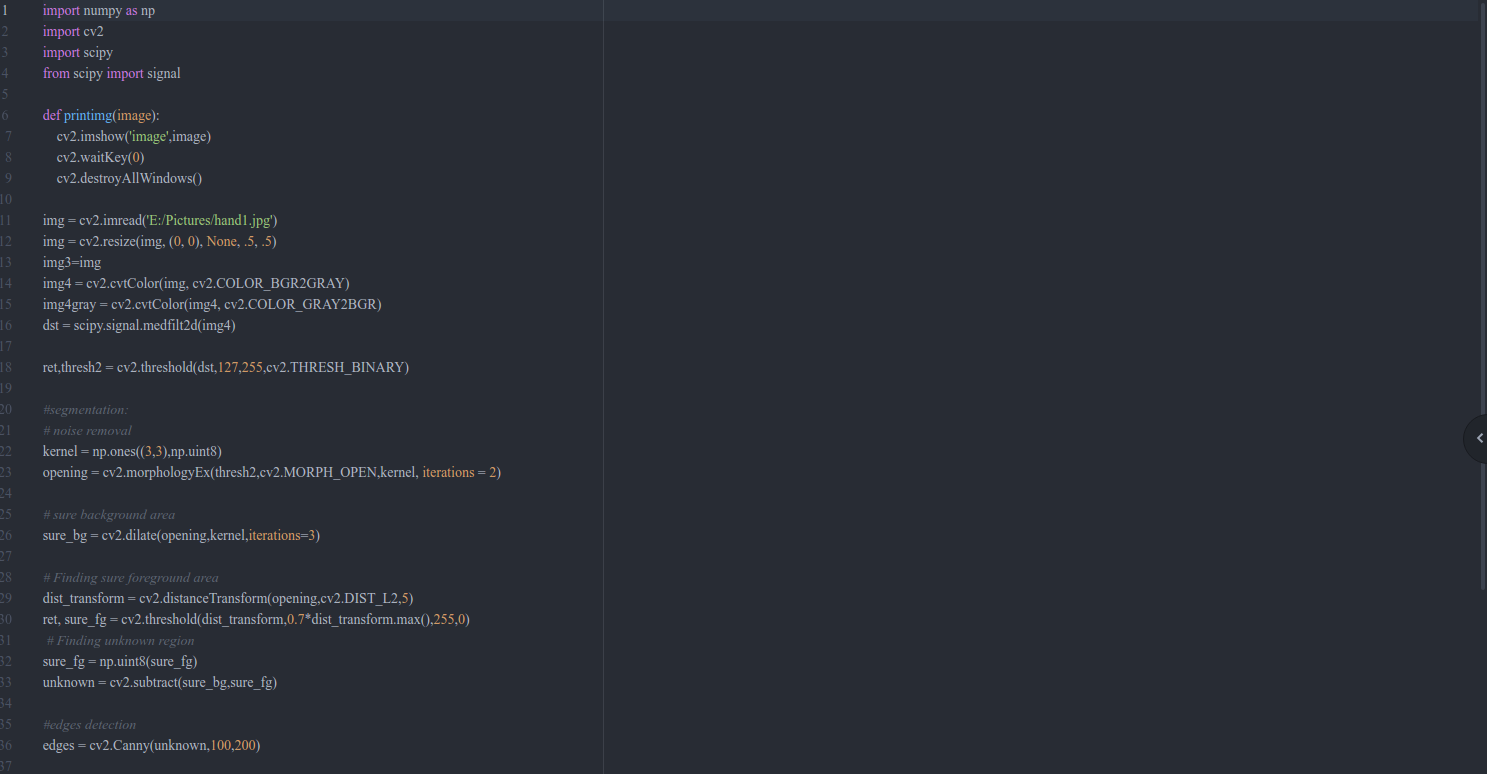 1 import numpy as np
2 import cv2
3 import scipy
4 from scipy import signal
5
6 def printimg(image):
7     cv2.imshow('image',image)
8     cv2.waitKey(0)
9     cv2.destroyAllWindows()
10
11 img = cv2.imread('E:/Pictures/hand1.jpg')
12 img = cv2.resize(img, (0, 0), None, .5, .5)
13 img3=img
14 img4 = cv2.cvtColor(img, cv2.COLOR_BGR2GRAY)
15 img4gray = cv2.cvtColor(img4, cv2.COLOR_GRAY2BGR)
16 dst = scipy.signal.medfilt2d(img4)
17
18 ret,thresh2 = cv2.threshold(dst,127,255,cv2.THRESH_BINARY)
19
20 #segmentation:
21 # noise removal
22 kernel = np.ones((3,3),np.uint8)
23 opening = cv2.morphologyEx(thresh2,cv2.MORPH_OPEN,kernel, iterations = 2)
24
25 # sure background area
26 sure_bg = cv2.dilate(opening,kernel,iterations=3)
27
28 # Finding sure foreground area
29 dist_transform = cv2.distanceTransform(opening,cv2.DIST_L2,5)
30 ret, sure_fg = cv2.threshold(dist_transform,0.7*dist_transform.max(),255,0)
31  # Finding unknown region
32 sure_fg = np.uint8(sure_fg)
33 unknown = cv2.subtract(sure_bg,sure_fg)
34
35 #edges detection
36 edges = cv2.Canny(unknown,100,200)
37